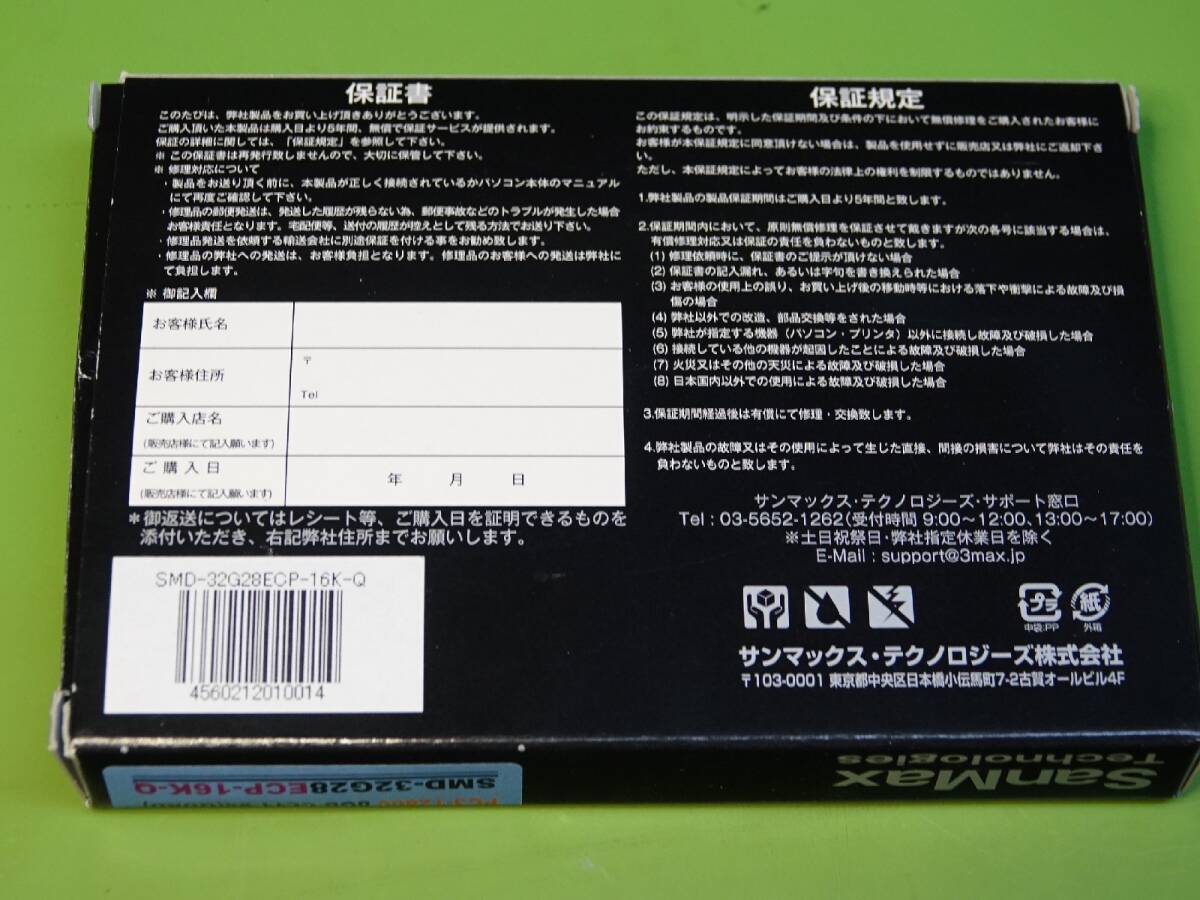 保証書
このたびは、弊社製品をお買い上げ頂きありがとうございます。
ご購入頂いた本製品は購入日より5年間、無償で保証サービスが提供されます。
保証の詳細に関しては、「保証規定」を参照して下さい。
※ この保証書は再発行致しませんので、大切に保管して下さい。
※ 修理対応について
・製品をお送り頂く前に、本製品が正しく接続されているかパソコン本体のマニュアル
にて再度ご確認して下さい。
・修理品の郵便発送は、発送した履歴が残らない為、郵便事故などのトラブルが発生した場合
お客様責任となります。宅配便等、送付の履歴が控えとして残る方法でお送り下さい。
・修理品発送を依頼する輸送会社に別途保証を付ける事をお勧め致します。
・修理品の弊社への発送は、お客様負担となります。修理品のお客様への発送は弊社に
て負担します。
※ 御記入欄
お客様氏名
お客様住所
〒
Tel
ご購入店名
(販売店様にて記入願います)
ご購入日
(販売店様にて記入願います)
年 月 日
*御返送についてはレシート等、ご購入日を証明できるものを
添付いただき、右記弊社住所までお願いします。
SMD-32G28ECP-16K-Q
4560212010014
保証規定
この保証規定は、明示した保証期間及び条件の下において無償修理をご購入されたお客様に
お約束するものです。
お客様が本保証規定に同意頂けない場合は、製品を使用せずに販売店又は弊社にご返却下さ
い。
ただし、本保証規定によってお客様の法律上の権利を制限するものではありません。
1.弊社製品の製品保証期間はご購入日より5年間と致します。
2.保証期間内において、原則無償修理を保証させて戴きますが次の各号に該当する場合は、
有償修理対応又は保証の責任を負わないものと致します。
(1) 修理依頼時に、保証書のご提示が頂けない場合
(2) 保証書の記入漏れ、あるいは字句を書き換えられた場合
(3) お客様の使用上の誤り、お買い上げ後の移動時等における落下や衝撃による故障及び損
傷の場合
(4) 弊社以外での改造、部品交換等をされた場合
(5) 弊社が指定する機器（パソコン・プリンタ）以外に接続し故障及び破損した場合
(6) 接続している他の機器が起因したことによる故障及び破損した場合
(7) 火災又はその他の天災による故障及び破損した場合
(8) 日本国内以外での使用による故障及び破損した場合
3.保証期間経過後は有償にて修理・交換致します。
4.弊社製品の故障又はその使用によって生じた直接、間接の損害について弊社はその責任を
負わないものと致します。
サンマックス・テクノロジーズ・サポート窓口
Tel : 03-5652-1262(受付時間 9:00～12:00、13:00～17:00)
※土日祝祭日・弊社指定休業日を除く
E-Mail : support@3max.jp
プラ
中袋:PP
紙
外箱
サンマックス・テクノロジーズ株式会社
〒103-0001 東京都中央区日本橋小伝馬町7-2古賀オールビル4F
SanMax
Technologies
SMD-32G28ECP-16K-Q